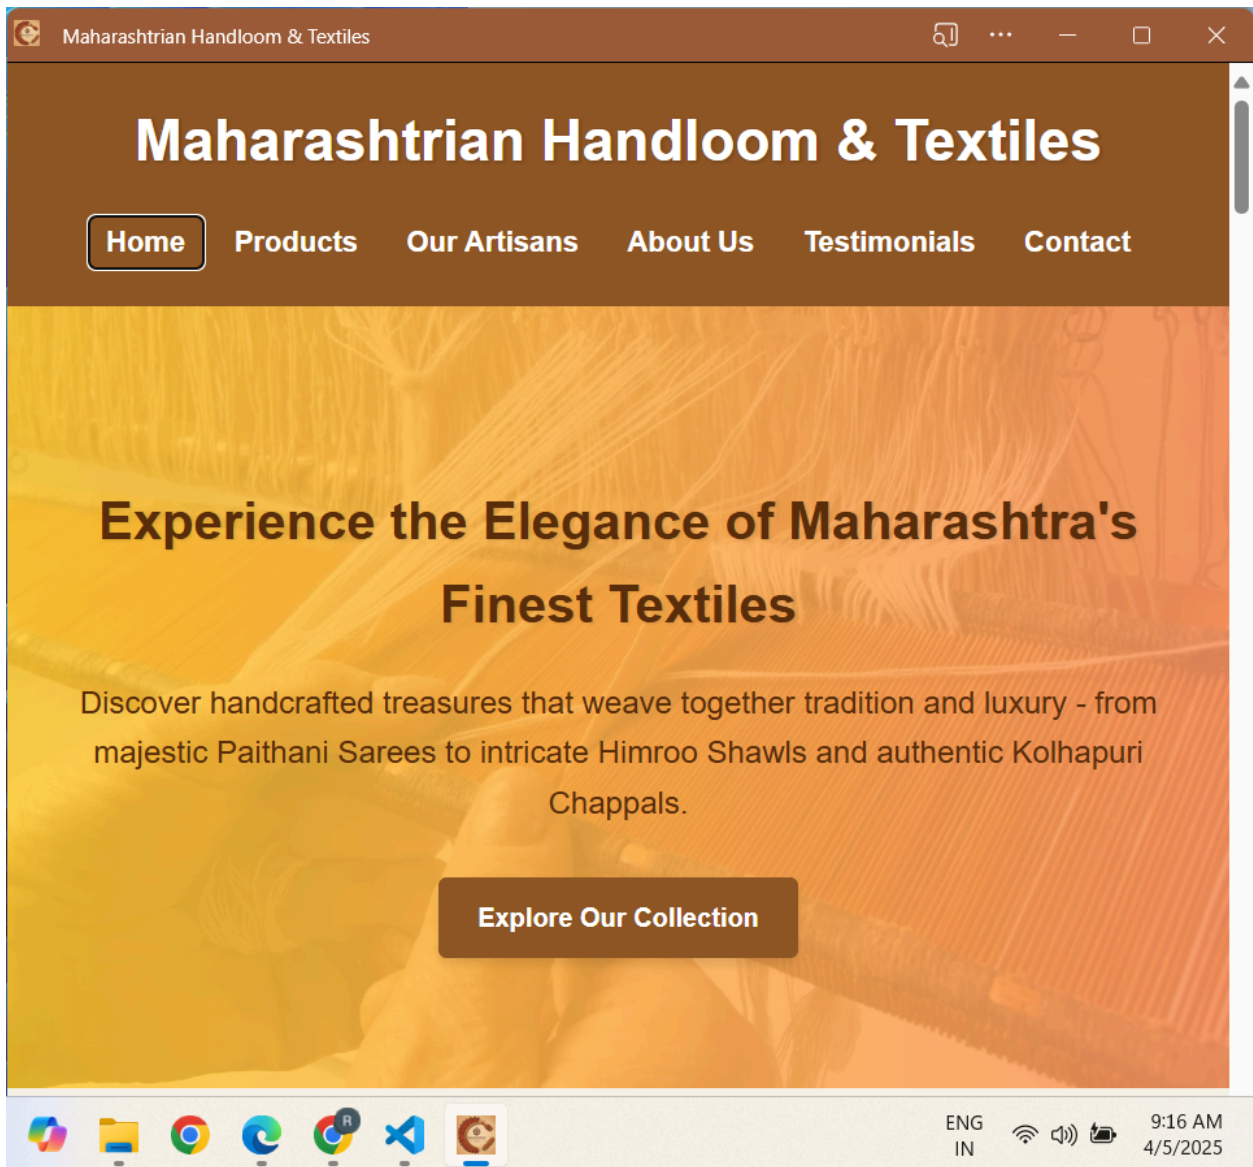 Maharashtrian Handloom & Textiles
Maharashtrian Handloom & Textiles
Home Products Our Artisans About Us Testimonials Contact
Experience the Elegance of Maharashtra's
Finest Textiles
Discover handcrafted treasures that weave together tradition and luxury - from
majestic Paithani Sarees to intricate Himroo Shawls and authentic Kolhapuri
Chappals.
Explore Our Collection
R
ENG
IN
9:16 AM
4/5/2025